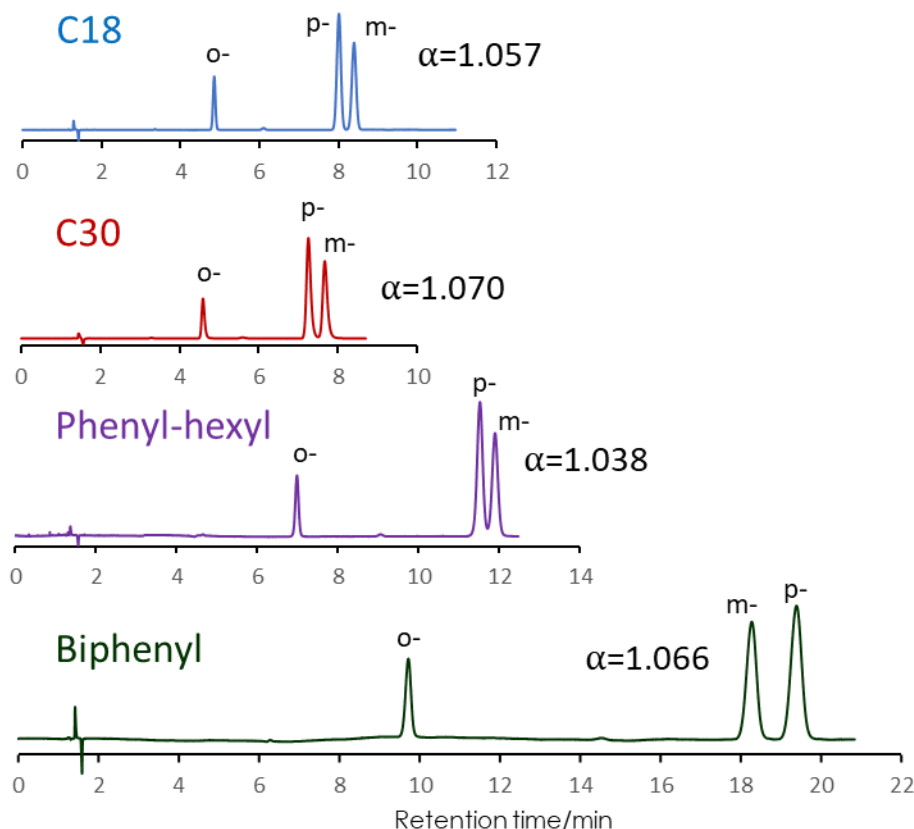 C18
o-
p-
m-
α=1.057
0 2 4 6 8 10 12
C30
o-
p-
m-
α=1.070
0 2 4 6 8 10
Phenyl-hexyl
o-
p-
m-
α=1.038
0 2 4 6 8 10 12 14
Biphenyl
o-
α=1.066
m-
p-
0 2 4 6 8 10 12 14 16 18 20 22
Retention time/min